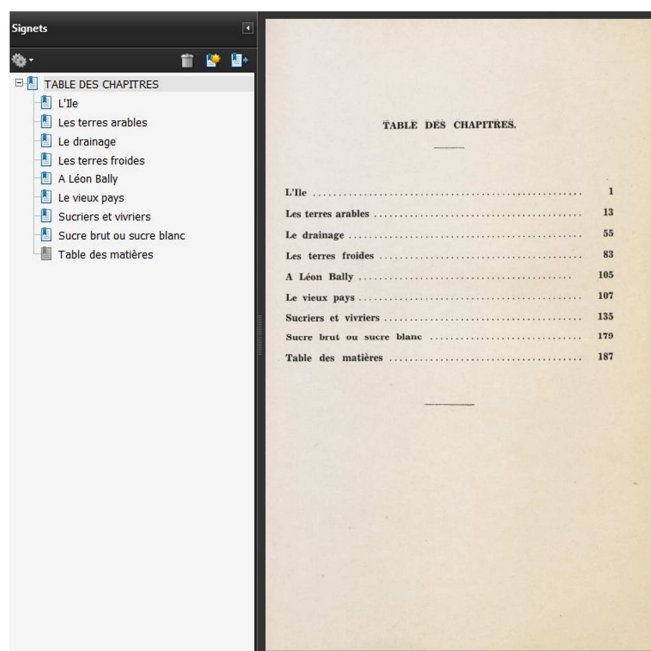 Signets
TABLE DES CHAPITRES
L'Ile
Les terres arables
Le drainage
Les terres froides
A Léon Bally
Le vieux pays
Sucriers et vivriers
Sucre brut ou sucre blanc
Table des matières
TABLE DES CHAPITRES.
L'Ile ........................................................ 1
Les terres arables ............................................ 13
Le drainage ................................................. 55
Les terres froides ........................................... 83
A Léon Bally ............................................. 105
Le vieux pays ............................................... 107
Sucriers et vivriers .......................................... 135
Sucre brut ou sucre blanc ................................ 179
Table des matières ......................................... 187